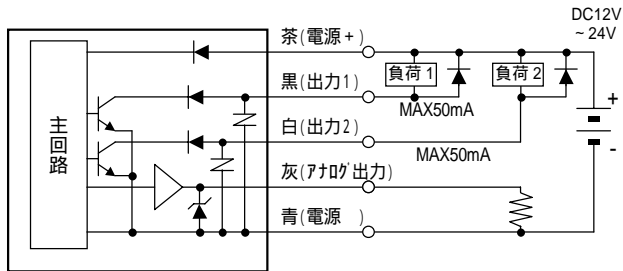 DC12V
~ 24V
茶(電源+)
負荷1
負荷2
黒(出力1)
MAX50mA
+
主回路
白(出力2)
MAX50mA
-
灰(アナログ出力)
青(電源 )